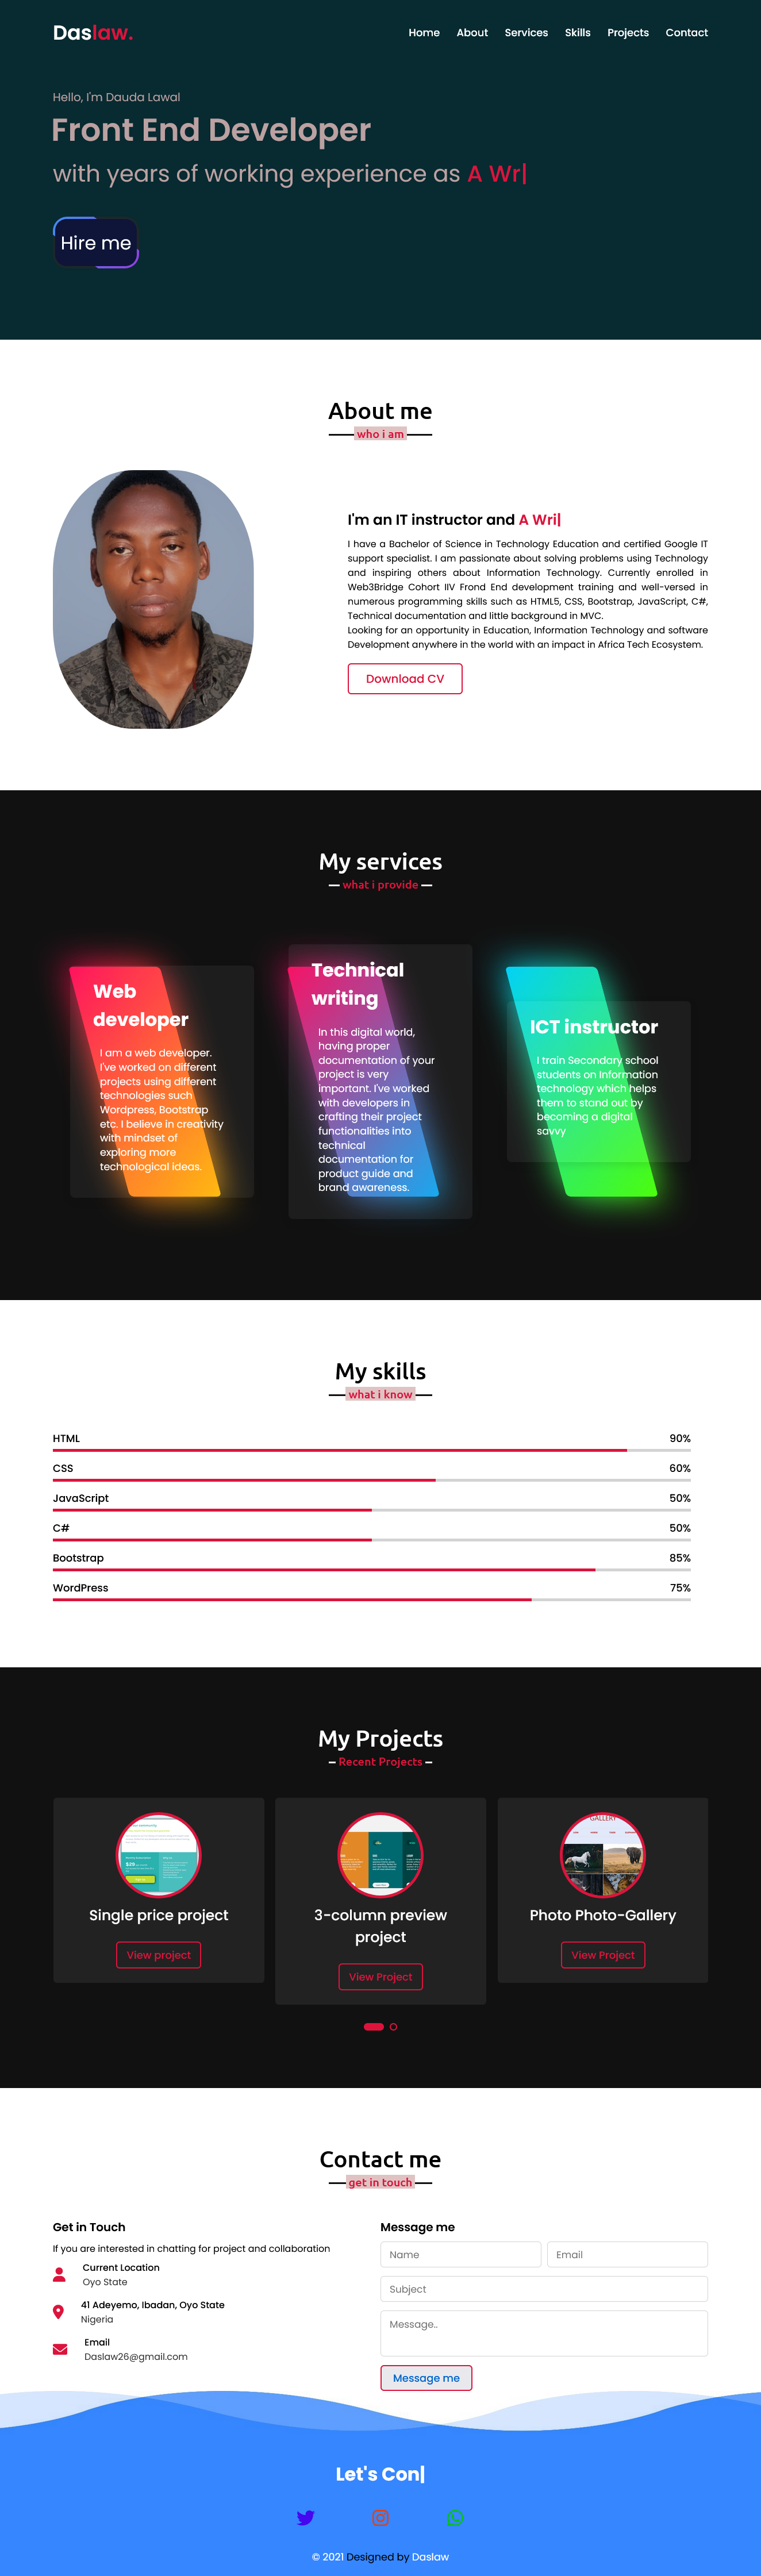 Daslaw.
Home About Services Skills Projects Contact
Hello, I'm Dauda Lawal
Front End Developer
with years of working experience as A Wr|
Hire me
About me
who i am
I'm an IT instructor and A Wri|
I have a Bachelor of Science in Technology Education and certified Google IT
support specialist. I am passionate about solving problems using Technology
and inspiring others about Information Technology. Currently enrolled in
Web3Bridge Cohort IIV Frond End development training and well-versed in
numerous programming skills such as HTML5, CSS, Bootstrap, JavaScript, C#,
Technical documentation and little background in MVC.
Looking for an opportunity in Education, Information Technology and software
Development anywhere in the world with an impact in Africa Tech Ecosystem.
Download CV
My services
what i provide
Web
developer
I am a web developer.
I've worked on different
projects using different
technologies such
Wordpress, Bootstrap
etc. I believe in creativity
with mindset of
exploring more
technological ideas.
Technical
writing
In this digital world,
having proper
documentation of your
project is very
important. I've worked
with developers in
crafting their project
functionalities into
technical
documentation for
product guide and
brand awareness.
ICT instructor
I train Secondary school
students on Information
technology which helps
them to stand out by
becoming a digital
savvy
My skills
what i know
HTML 90%
CSS 60%
JavaScript 50%
C# 50%
Bootstrap 85%
WordPress 75%
My Projects
Recent Projects
Single price project
View project
3-column preview
project
View Project
GALLERY
Photo Photo-Gallery
View Project
Contact me
get in touch
Get in Touch
If you are interested in chatting for project and collaboration
Current Location
Oyo State
41 Adeyemo, Ibadan, Oyo State
Nigeria
Email
Daslaw26@gmail.com
Message me
Name Email
Subject
Message..
Message me
Let's Con|
© 2021 Designed by Daslaw